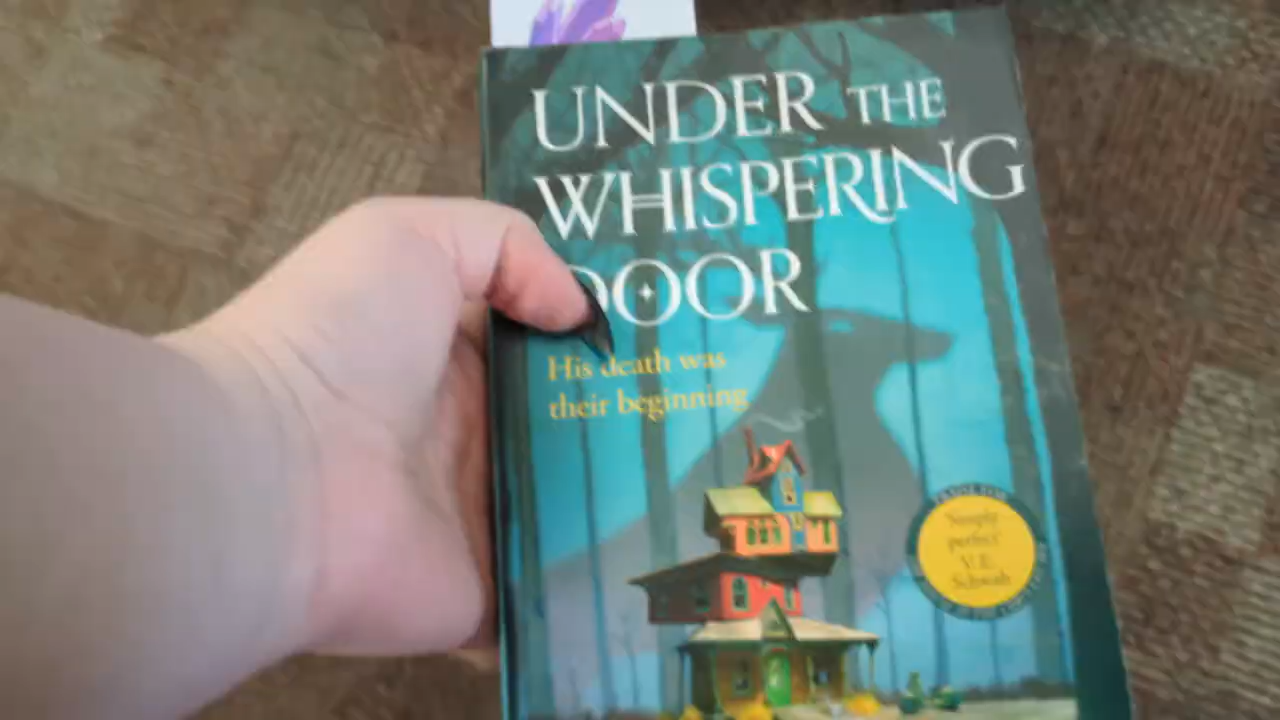 UNDER THE
WHISPERING
DOOR
His death was
their beginning
'Simply
perfect'
V. E.
Schwab